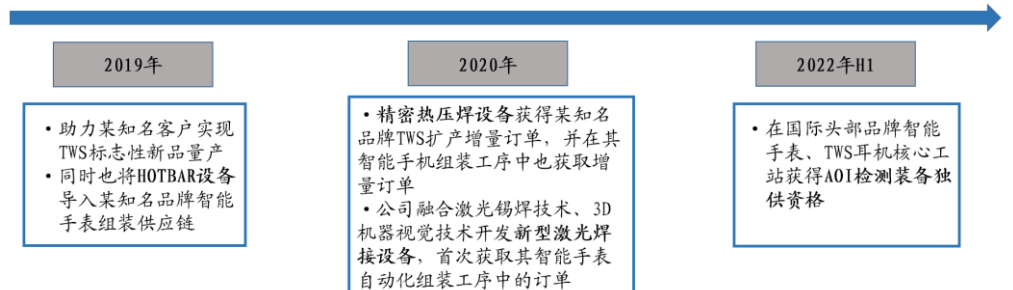 2019年
•助力某知名客户实现
TWS标志性新品量产
•同时也将HOTBAR设备
导入某知名品牌智能
手表组装供应链
2020年
•精密热压焊设备获得某知名
品牌TWS扩产增量订单，并在其
智能手机组装工序中也获取增
量订单
•公司融合激光锡焊技术、3D
机器视觉技术开发新型激光焊
接设备，首次获取其智能手表
自动化组装工序中的订单
2022年H1
•在国际头部品牌智能
手表、TWS耳机核心工
站获得AOI检测装备独
供资格